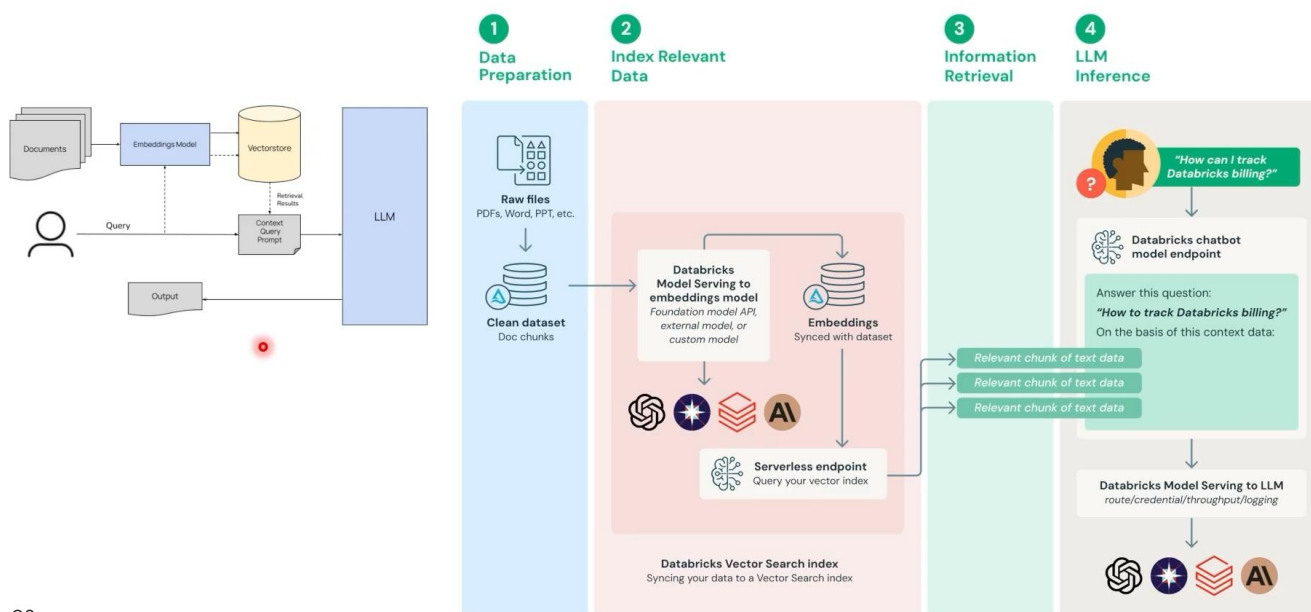 Documents
Embeddings Model
Vectorstore
Retrieval
Results
Query
Context
Query
Prompt
LLM
Output
1
Data
Preparation
Raw files
PDFs, Word, PPT, etc.
Clean dataset
Doc chunks
2
Index Relevant
Data
Databricks
Model Serving to
embeddings model
Foundation model API,
external model, or
custom model
Embeddings
Synced with dataset
Serverless endpoint
Query your vector index
Databricks Vector Search index
Syncing your data to a Vector Search index
3
Information
Retrieval
Relevant chunk of text data
Relevant chunk of text data
Relevant chunk of text data
4
LLM
Inference
?
"How can I track
Databricks billing?"
Databricks chatbot
model endpoint
Answer this question:
"How to track Databricks billing?"
On the basis of this context data:
Databricks Model Serving to LLM
route/credential/throughput/logging